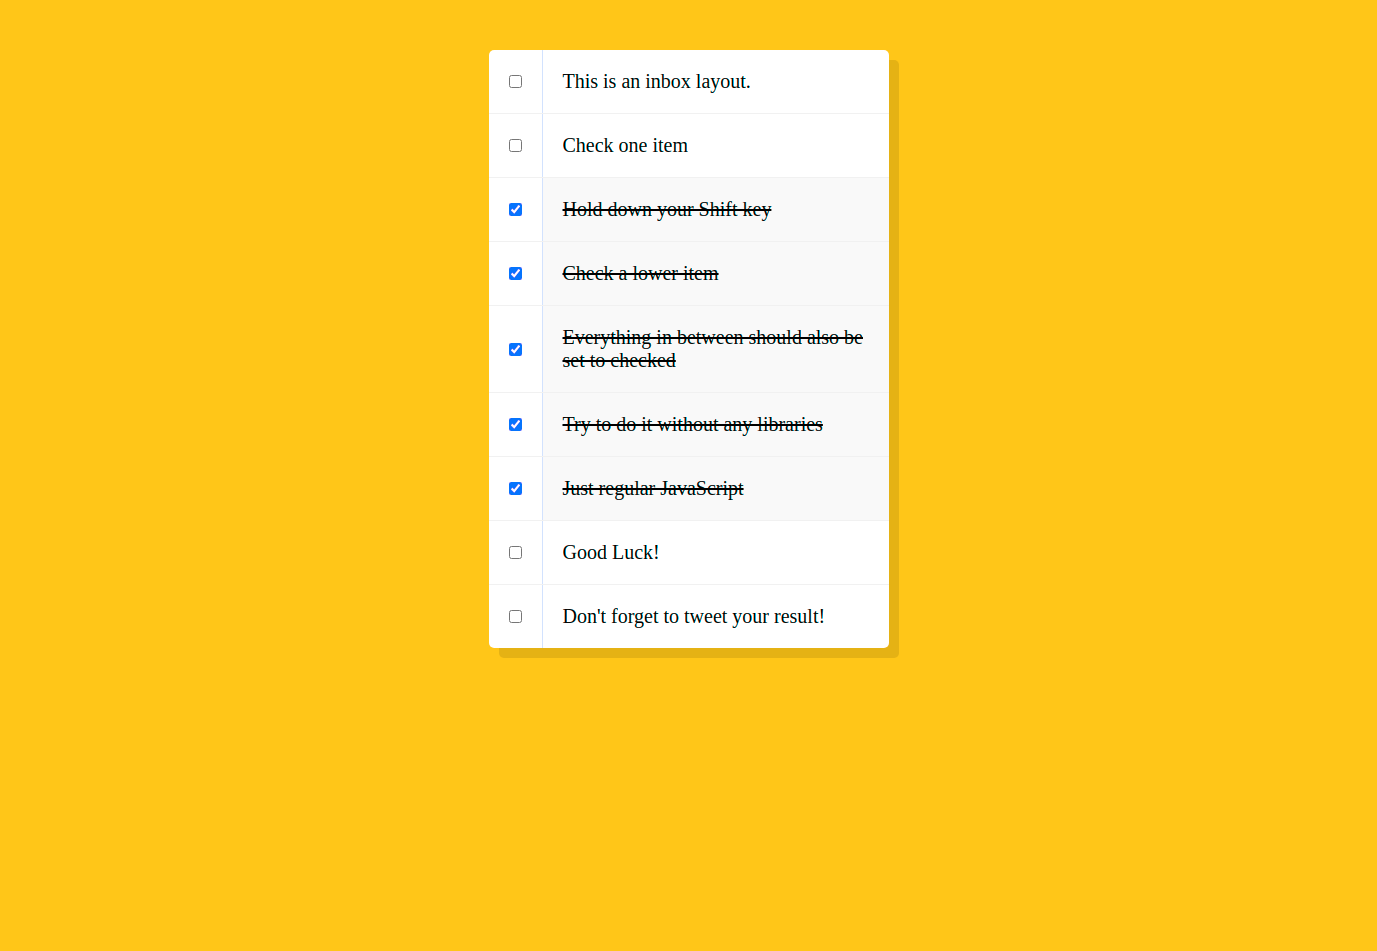 This is an inbox layout.
Check one item
Hold down your Shift key
Check a lower item
Everything in between should also be
set to checked
Try to do it without any libraries
Just regular JavaScript
Good Luck!
Don't forget to tweet your result!